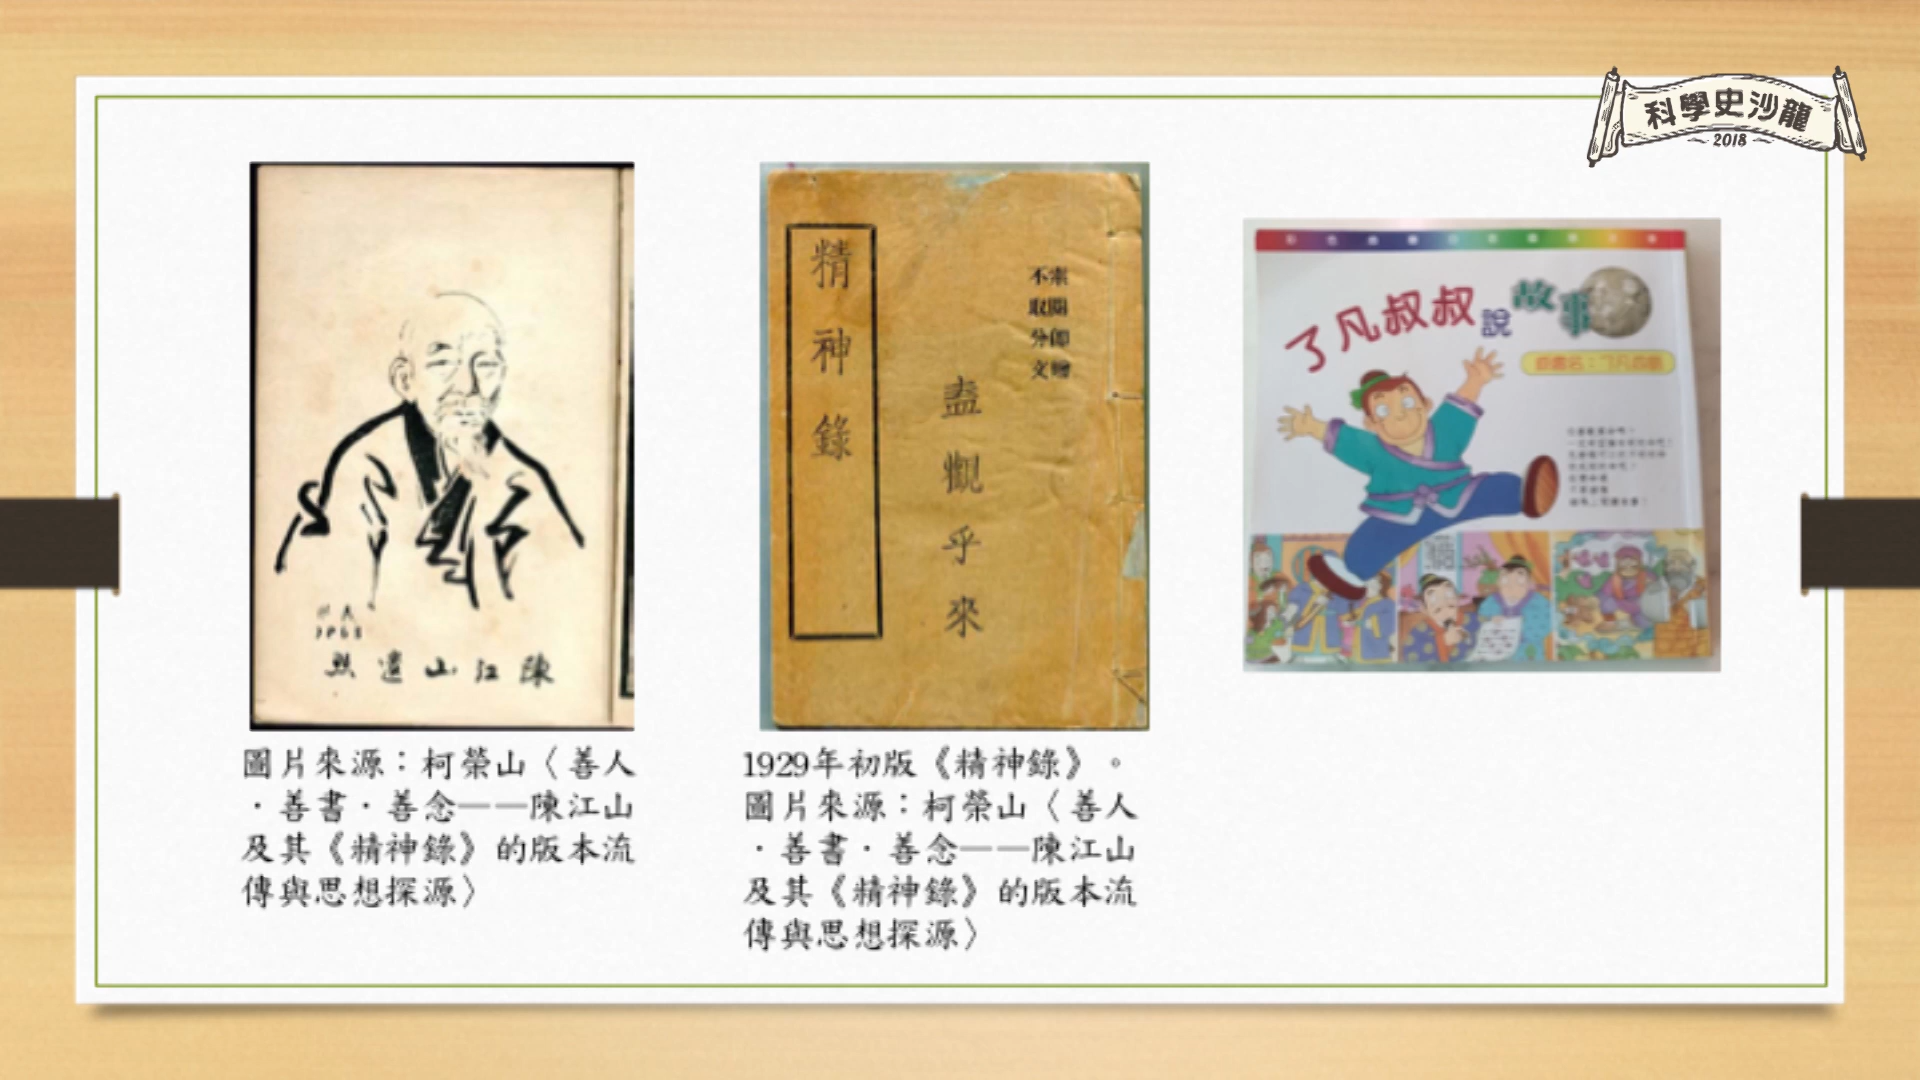 科學史沙龍
2018
陳江山遺照
精神錄
盍觀乎來
索閱即贈
不取分文
了凡叔叔說故事
圖片來源：柯榮山〈善人
・善書・善念——陳江山
及其《精神錄》的版本流
傳與思想探源〉
1929年初版《精神錄》。
圖片來源：柯榮山〈善人
・善書・善念——陳江山
及其《精神錄》的版本流
傳與思想探源〉